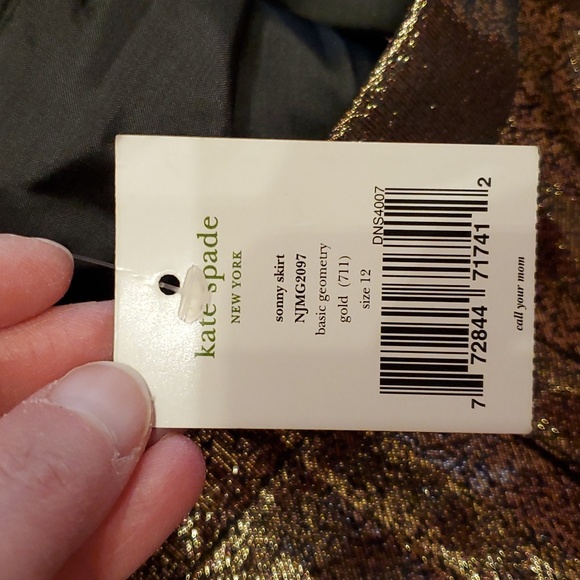 kate spade
NEW YORK
sonny skirt
NJMG2097
basic geometry
gold (711)
size 12
DNS4007
7 72844 71741 2
call your mom